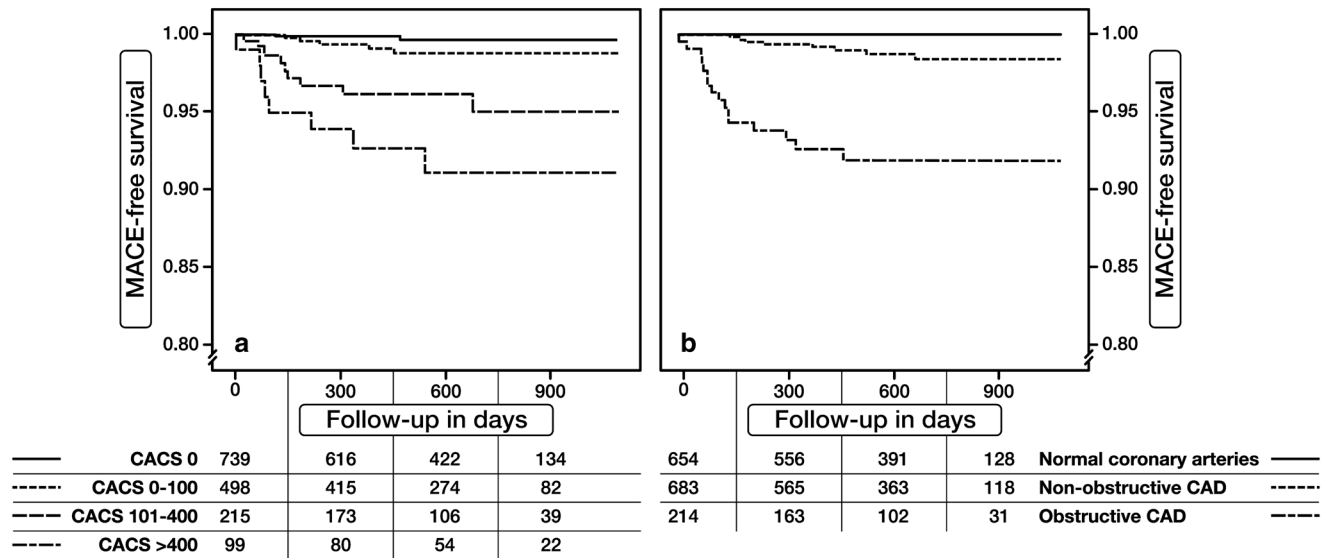 MACE-free survival
1.00
0.95
0.90
0.85
0.80
a
0 300 600 900
Follow-up in days
CACS 0 739 616 422 134
CACS 0-100 498 415 274 82
CACS 101-400 215 173 106 39
CACS >400 99 80 54 22
b
1.00
0.95
0.90
0.85
0.80
MACE-free survival
0 300 600 900
Follow-up in days
654 556 391 128 Normal coronary arteries
683 565 363 118 Non-obstructive CAD
214 163 102 31 Obstructive CAD